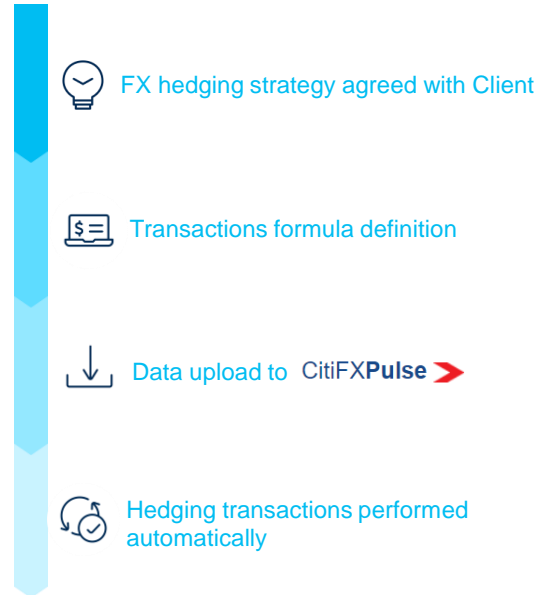 FX hedging strategy agreed with Client
$
Transactions formula definition
Data upload to CitiFXPulse
Hedging transactions performed
automatically